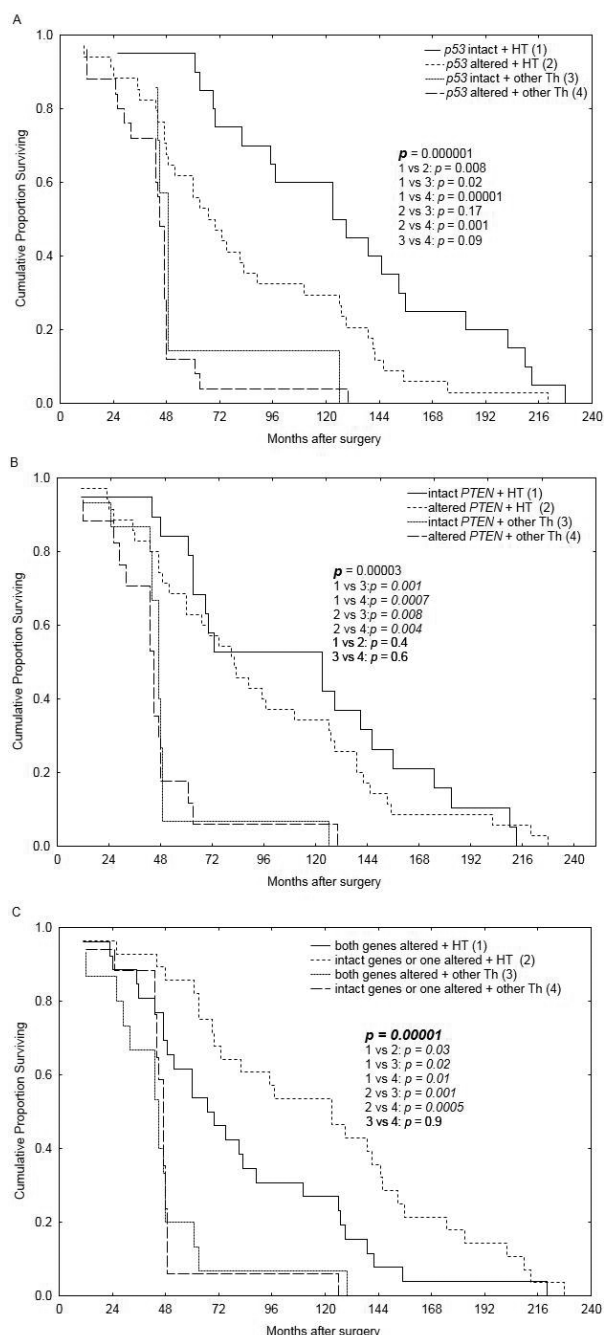 A
1.0
0.8
0.6
0.4
0.2
0.0
Cumulative Proportion Surviving
p53 intact + HT (1)
p53 altered + HT (2)
p53 intact + other Th (3)
p53 altered + other Th (4)
p = 0.000001
1 vs 2: p = 0.008
1 vs 3: p = 0.02
1 vs 4: p = 0.00001
2 vs 3: p = 0.17
2 vs 4: p = 0.001
3 vs 4: p = 0.09
0 24 48 72 96 120 144 168 192 216 240
Months after surgery
B
1.0
0.8
0.6
0.4
0.2
0.0
Cumulative Proportion Surviving
intact PTEN + HT (1)
altered PTEN + HT (2)
intact PTEN + other Th (3)
altered PTEN + other Th (4)
p = 0.00003
1 vs 3:p = 0.001
1 vs 4:p = 0.0007
2 vs 3:p = 0.008
2 vs 4:p = 0.004
1 vs 2: p = 0.4
3 vs 4: p = 0.6
0 24 48 72 96 120 144 168 192 216 240
Months after surgery
C
1.0
0.8
0.6
0.4
0.2
0.0
Cumulative Proportion Surviving
both genes altered + HT (1)
intact genes or one altered + HT (2)
both genes altered + other Th (3)
intact genes or one altered + other Th (4)
p = 0.00001
1 vs 2: p = 0.03
1 vs 3: p = 0.02
1 vs 4: p = 0.01
2 vs 3: p = 0.001
2 vs 4: p = 0.0005
3 vs 4: p = 0.9
0 24 48 72 96 120 144 168 192 216 240
Months after surgery